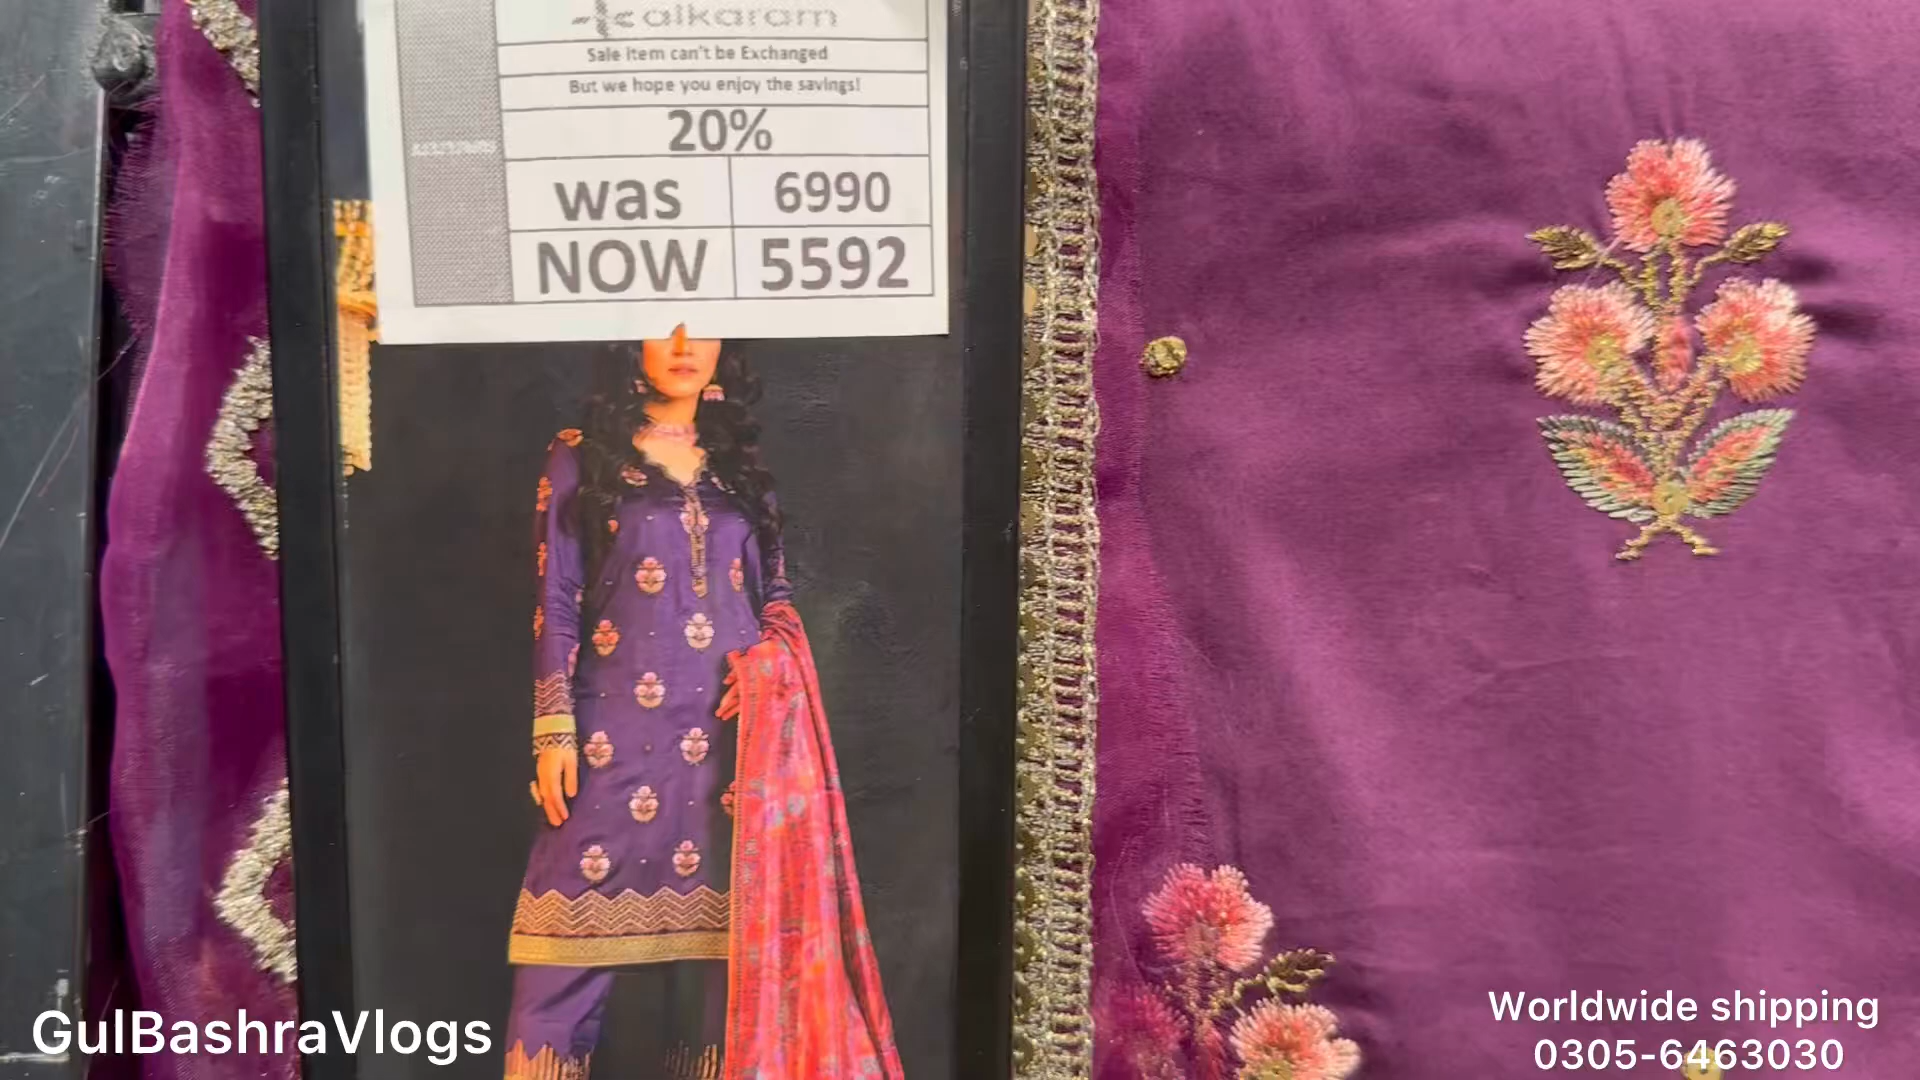 alkaram
Sale item can't be Exchanged
But we hope you enjoy the savings!
20%
was 6990
NOW 5592
GulBashraVlogs
Worldwide shipping
0305-6463030